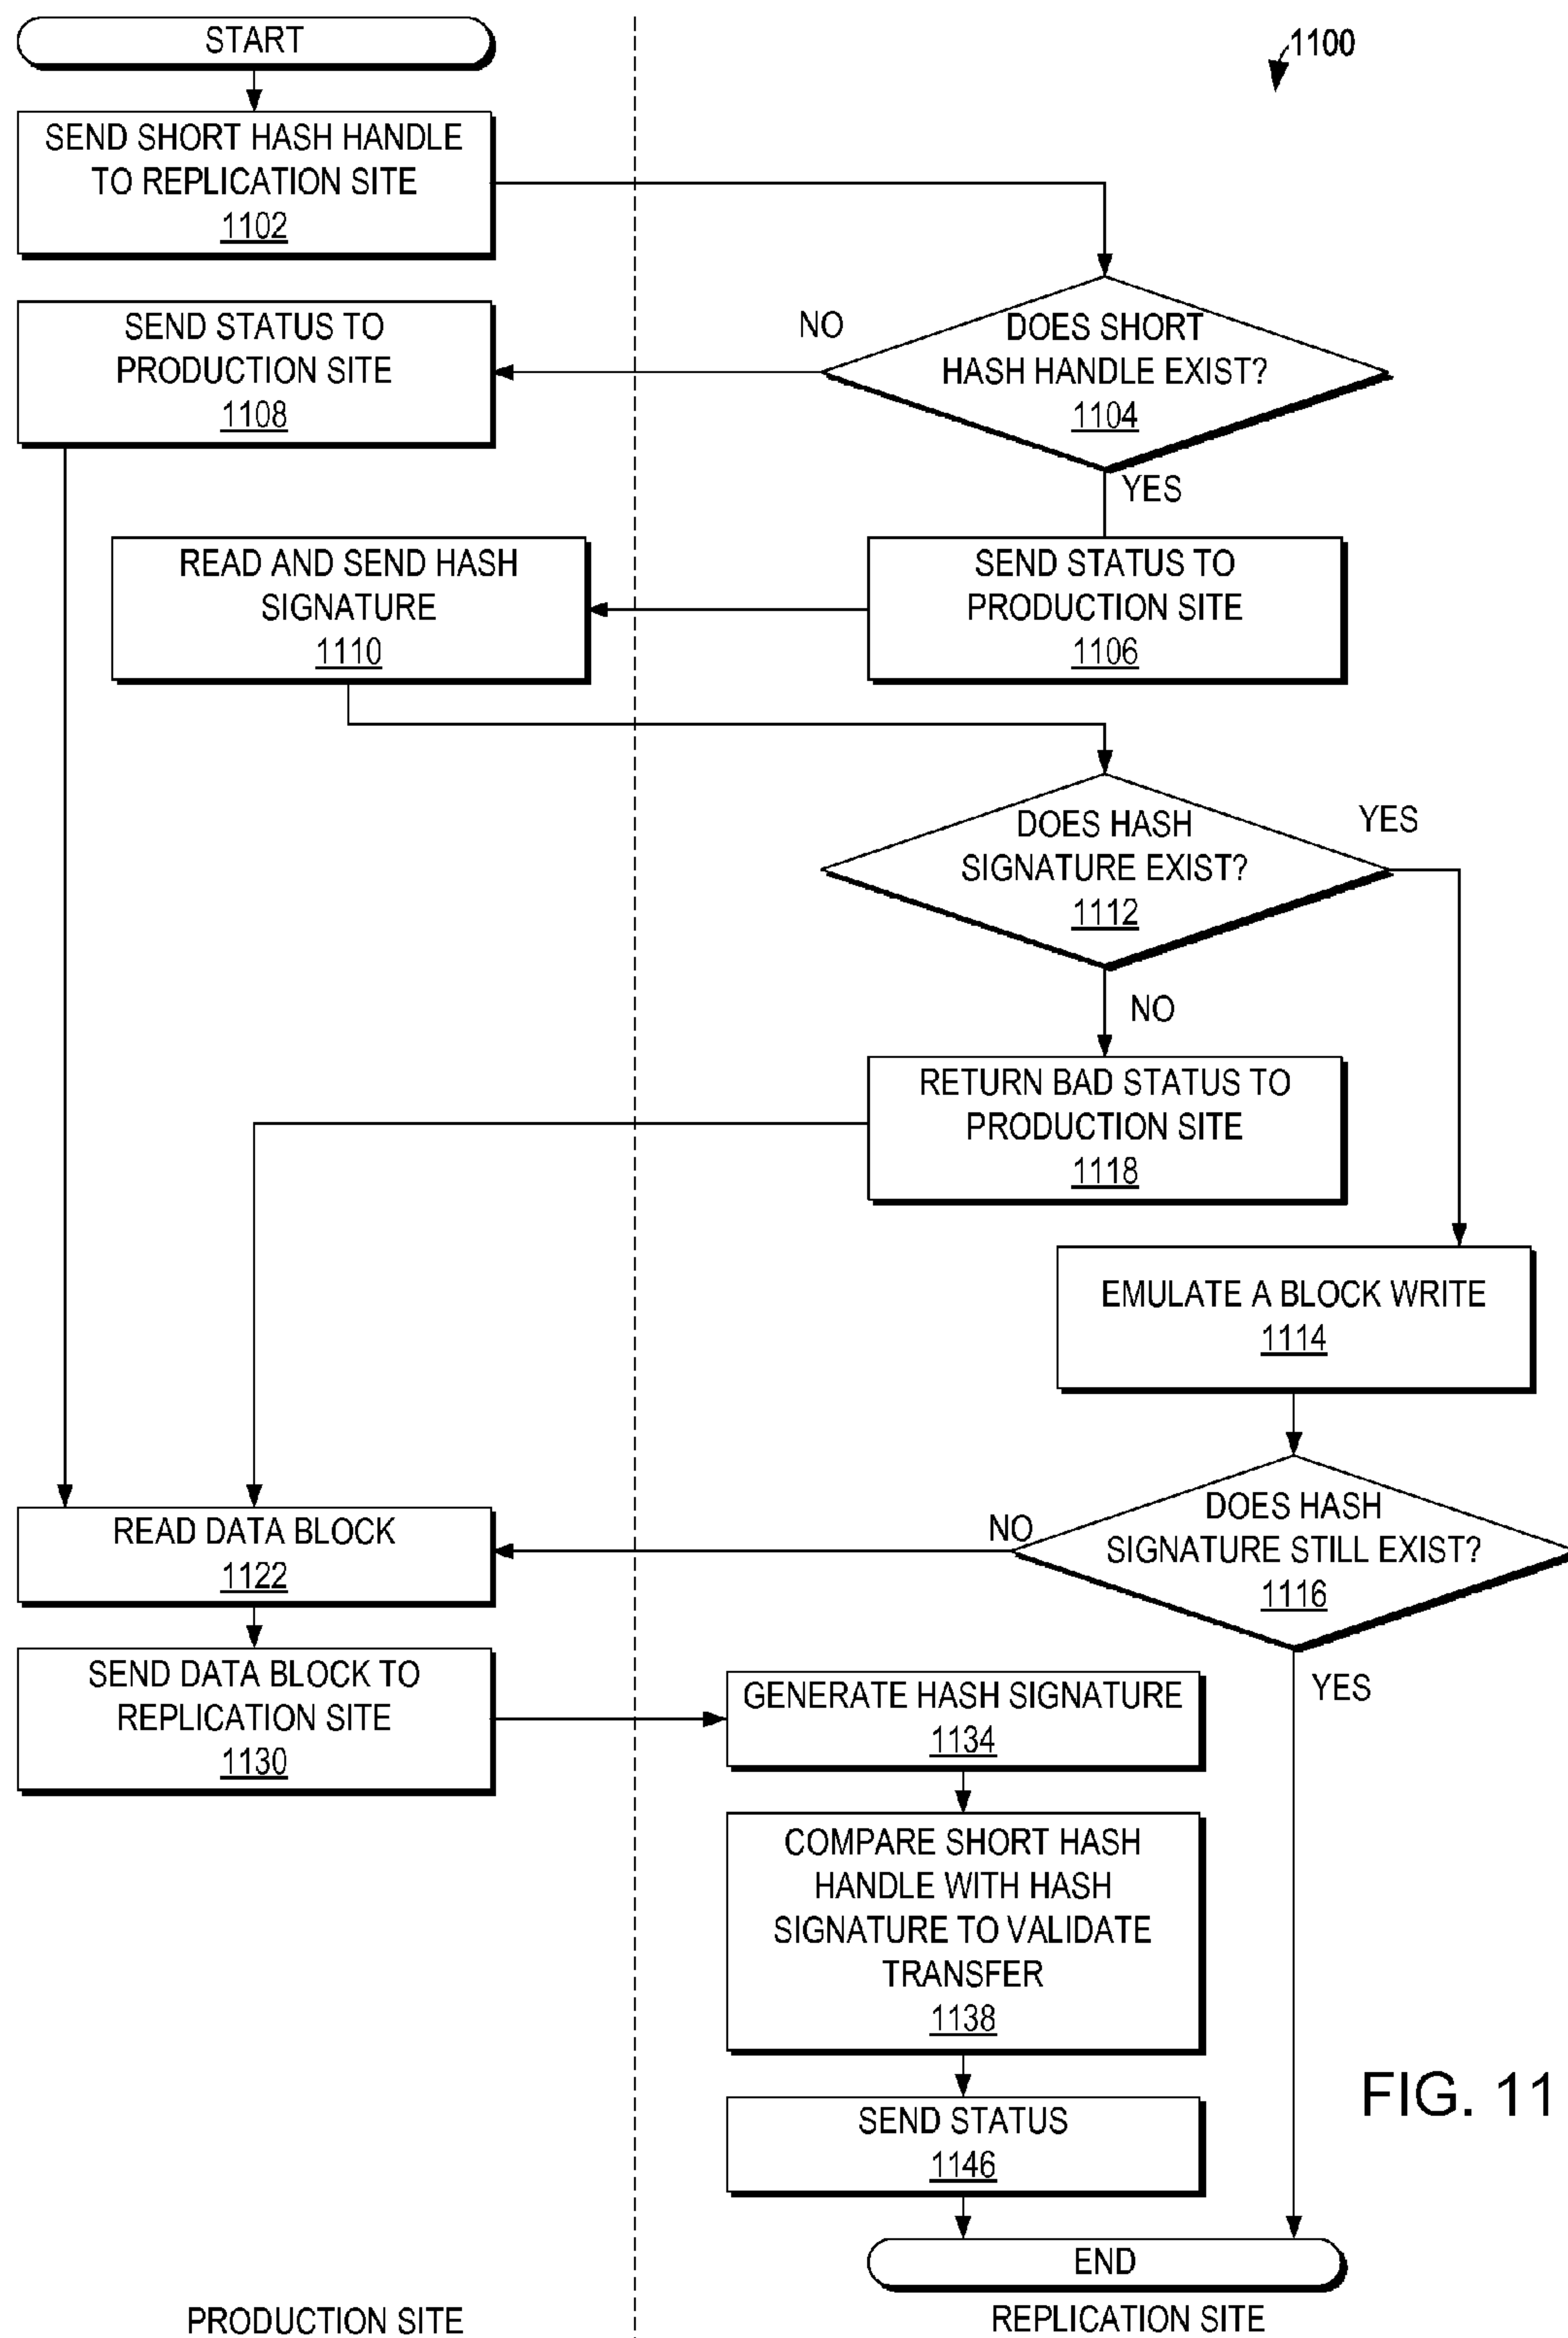 START
1100
SEND SHORT HASH HANDLE
TO REPLICATION SITE
1102
DOES SHORT
HASH HANDLE EXIST?
1104
NO
YES
SEND STATUS TO
PRODUCTION SITE
1108
READ AND SEND HASH
SIGNATURE
1110
SEND STATUS TO
PRODUCTION SITE
1106
DOES HASH
SIGNATURE EXIST?
1112
YES
NO
RETURN BAD STATUS TO
PRODUCTION SITE
1118
EMULATE A BLOCK WRITE
1114
DOES HASH
SIGNATURE STILL EXIST?
1116
NO
YES
READ DATA BLOCK
1122
SEND DATA BLOCK TO
REPLICATION SITE
1130
GENERATE HASH SIGNATURE
1134
COMPARE SHORT HASH
HANDLE WITH HASH
SIGNATURE TO VALIDATE
TRANSFER
1138
SEND STATUS
1146
END
FIG. 11
PRODUCTION SITE
REPLICATION SITE